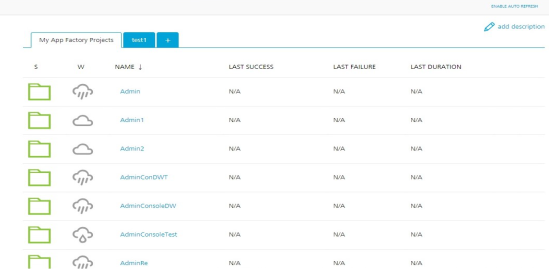 ENABLE AUTO REFRESH
add description
My App Factory Projects test1 +
S W NAME ↓ LAST SUCCESS LAST FAILURE LAST DURATION
Admin N/A N/A N/A
Admin1 N/A N/A N/A
Admin2 N/A N/A N/A
AdminConDWT N/A N/A N/A
AdminConsoleDW N/A N/A N/A
AdminConsoleTest N/A N/A N/A
AdminRe N/A N/A N/A